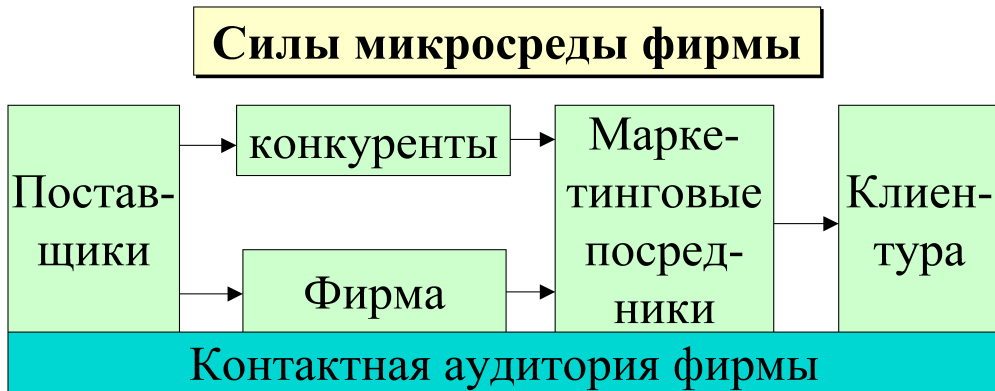 Силы микросреды фирмы
Постав-
щики
конкуренты
Фирма
Марке-
тинговые
посред-
ники
Клиен-
тура
Контактная аудитория фирмы